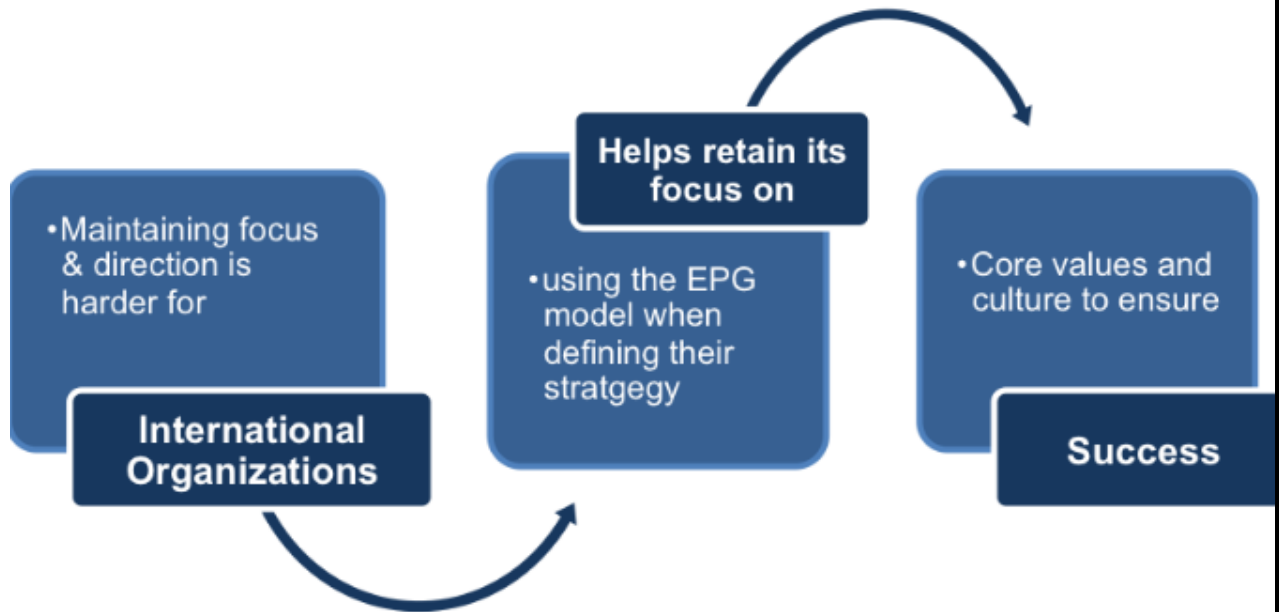 •Maintaining focus
& direction is
harder for
International
Organizations
Helps retain its
focus on
•using the EPG
model when
defining their
stratgegy
•Core values and
culture to ensure
Success